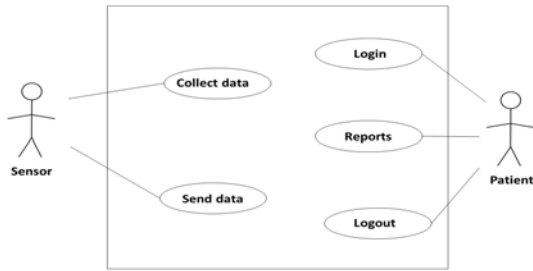 Login
Collect data
Reports
Sensor
Patient
Send data
Logout